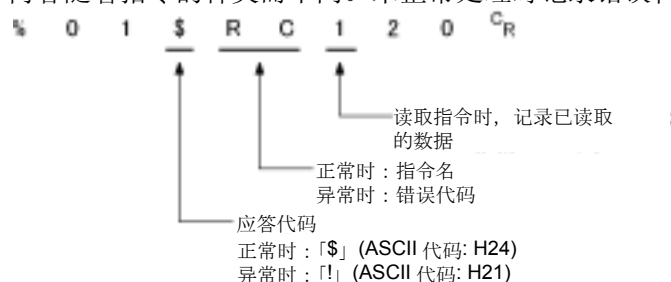 % 0 1 $ R C 1 2 0 CR
读取指令时，记录已读取
的数据
正常时：指令名
异常时：错误代码
应答代码
正常时：「$」(ASCII 代码: H24)
异常时：「!」(ASCII 代码: H21)